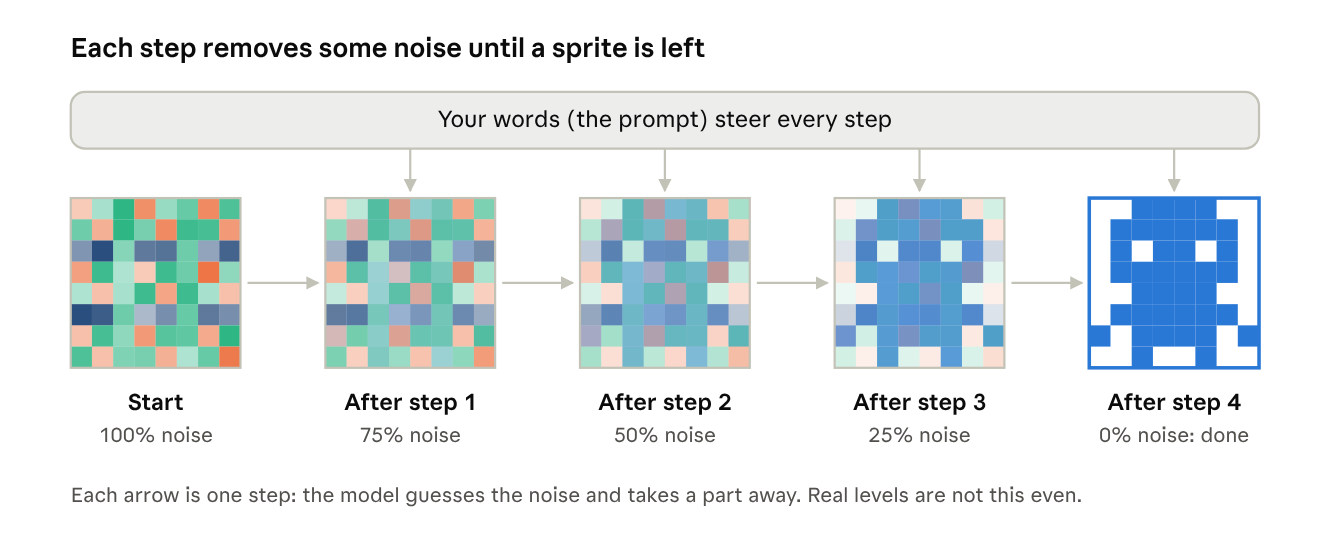 Each step removes some noise until a sprite is left
Your words (the prompt) steer every step
Start
100% noise
After step 1
75% noise
After step 2
50% noise
After step 3
25% noise
After step 4
0% noise: done
Each arrow is one step: the model guesses the noise and takes a part away. Real levels are not this even.